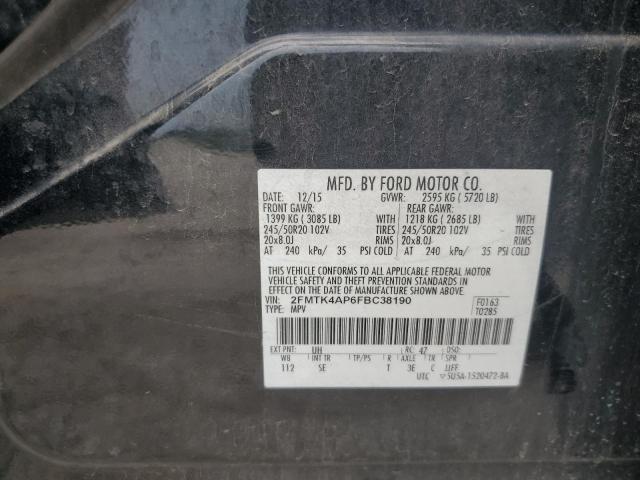 MFD. BY FORD MOTOR CO.
DATE: 12/15 GVWR: 2595 KG ( 5720 LB)
FRONT GAWR: REAR GAWR:
1399 KG ( 3085 LB) WITH 1218 KG ( 2685 LB) WITH
245/50R20 102V TIRES 245/50R20 102V TIRES
20x8.0J RIMS 20x8.0J RIMS
AT 240 kPa/ 35 PSI COLD AT 240 kPa/ 35 PSI COLD
THIS VEHICLE CONFORMS TO ALL APPLICABLE FEDERAL MOTOR
VEHICLE SAFETY AND THEFT PREVENTION STANDARDS IN
EFFECT ON THE DATE OF MANUFACTURE SHOWN ABOVE.
VIN: 2FMTK4AP6FBC38190 F0163
TYPE: MPV T0285
EXT PNT: UH RC: 47 DSO:
WB INT TR TP/PS R AXLE TR SPR
112 SE T 3E C
UTC 5U5A-1520472-BA